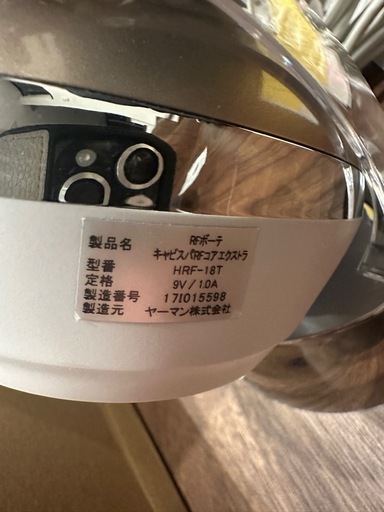 製品名 RFボーテ
キャビスパRFコアエクストラ
型番 HRF-18T
定格 9V / 1.0A
製造番号 17I015598
製造元 ヤーマン株式会社